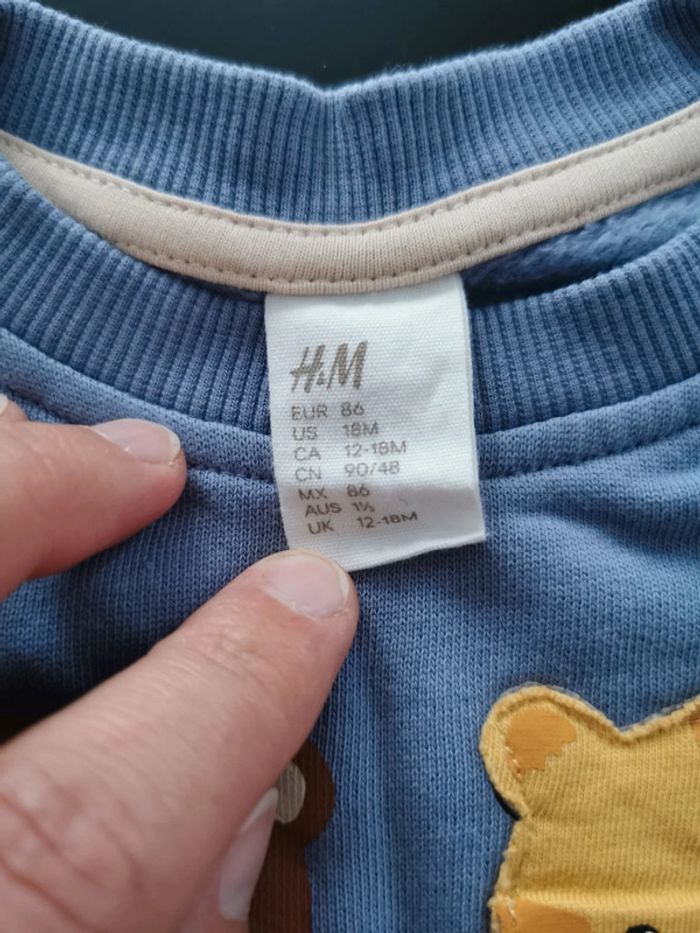 H&M
EUR 86
US 18M
CA 12-18M
CN 90/48
MX 86
AUS 1½
UK 12-18M